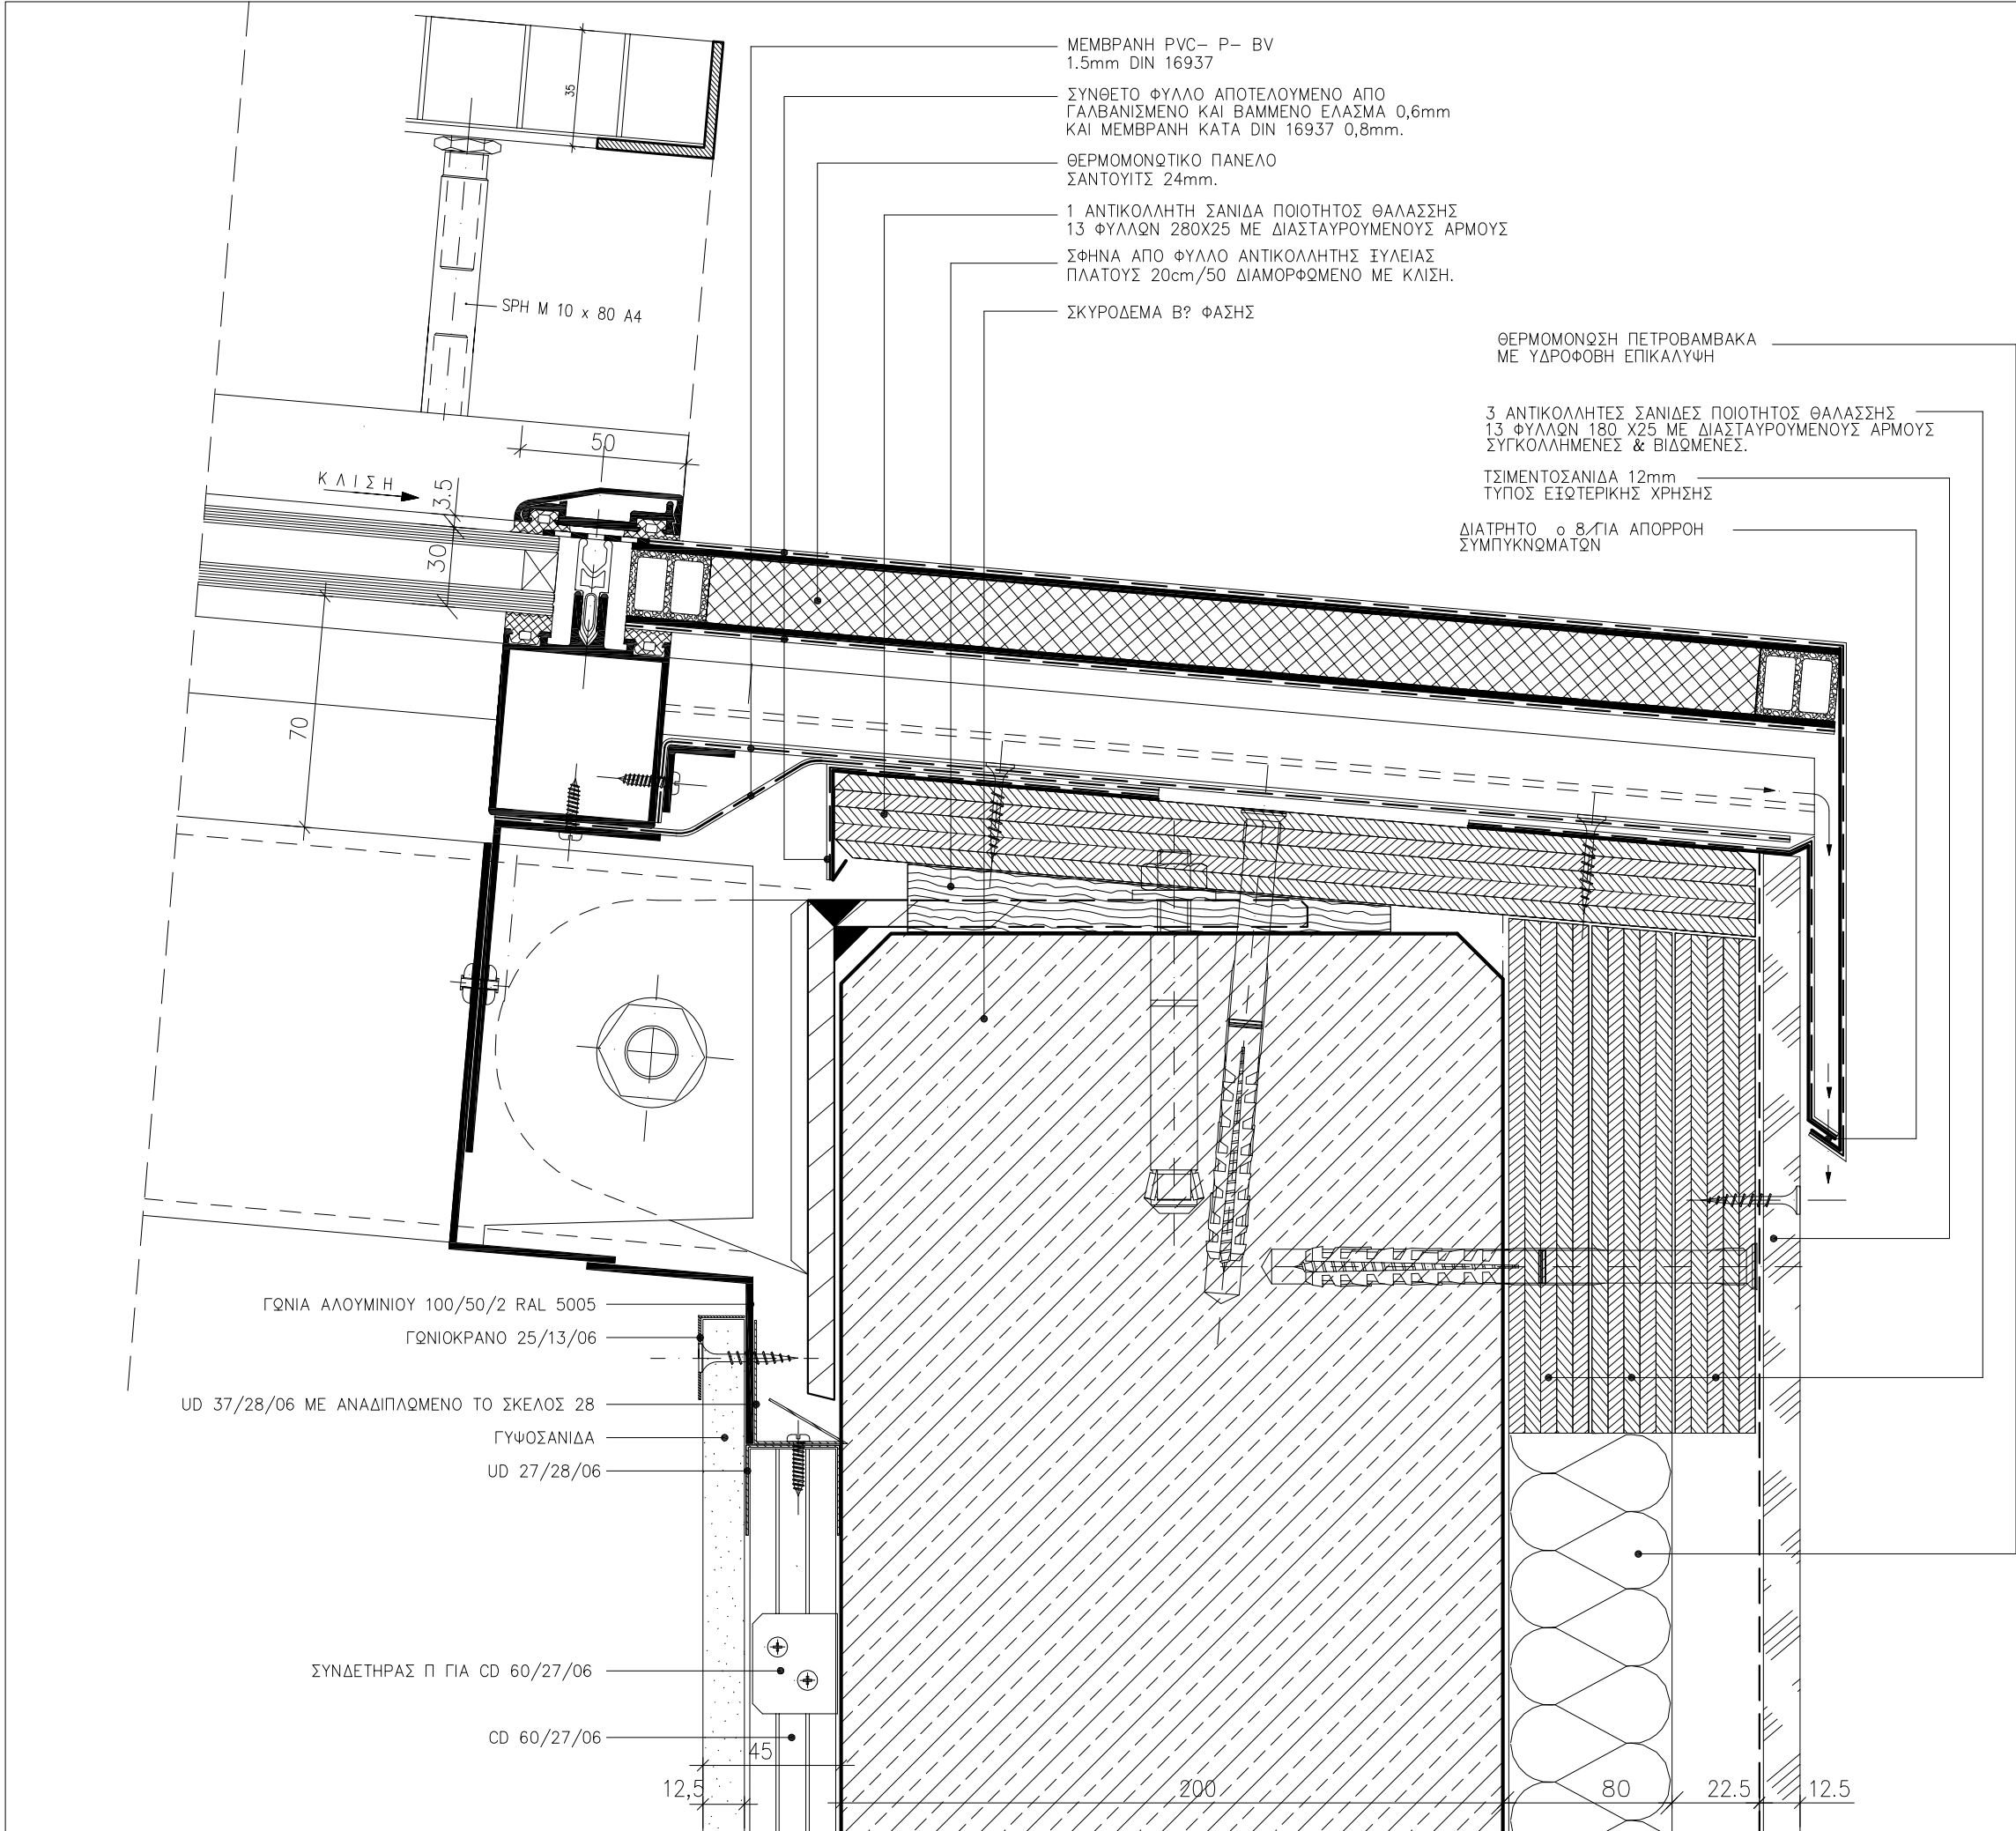 ΜΕΜΒΡΑΝΗ PVC– P– BV
1.5mm DIN 16937
ΣΥΝΘΕΤΟ ΦΥΛΛΟ ΑΠΟΤΕΛΟΥΜΕΝΟ ΑΠΟ
ΓΑΛΒΑΝΙΣΜΕΝΟ ΚΑΙ ΒΑΜΜΕΝΟ ΕΛΑΣΜΑ 0,6mm
ΚΑΙ ΜΕΜΒΡΑΝΗ ΚΑΤΑ DIN 16937 0,8mm.
35
ΘΕΡΜΟΜΟΝΩΤΙΚΟ ΠΑΝΕΛΟ
ΣΑΝΤΟΥΙΤΣ 24mm.
1 ΑΝΤΙΚΟΛΛΗΤΗ ΣΑΝΙΔΑ ΠΟΙΟΤΗΤΟΣ ΘΑΛΑΣΣΗΣ
13 ΦΥΛΛΩΝ 280X25 ΜΕ ΔΙΑΣΤΑΥΡΟΥΜΕΝΟΥΣ ΑΡΜΟΥΣ
ΣΦΗΝΑ ΑΠΟ ΦΥΛΛΟ ΑΝΤΙΚΟΛΛΗΤΗΣ ΞΥΛΕΙΑΣ
ΠΛΑΤΟΥΣ 20cm/50 ΔΙΑΜΟΡΦΩΜΕΝΟ ΜΕ ΚΛΙΣΗ.
SPH M 10 x 80 A4
ΣΚΥΡΟΔΕΜΑ Β? ΦΑΣΗΣ
ΘΕΡΜΟΜΟΝΩΣΗ ΠΕΤΡΟΒΑΜΒΑΚΑ
ΜΕ ΥΔΡΟΦΟΒΗ ΕΠΙΚΑΛΥΨΗ
3 ΑΝΤΙΚΟΛΛΗΤΕΣ ΣΑΝΙΔΕΣ ΠΟΙΟΤΗΤΟΣ ΘΑΛΑΣΣΗΣ
13 ΦΥΛΛΩΝ 180 X25 ΜΕ ΔΙΑΣΤΑΥΡΟΥΜΕΝΟΥΣ ΑΡΜΟΥΣ
ΣΥΓΚΟΛΛΗΜΕΝΕΣ & ΒΙΔΩΜΕΝΕΣ.
50
ΤΣΙΜΕΝΤΟΣΑΝΙΔΑ 12mm
ΤΥΠΟΣ ΕΞΩΤΕΡΙΚΗΣ ΧΡΗΣΗΣ
ΚΛΙΣΗ
3.5
ΔΙΑΤΡΗΤΟ ο 8 ΓΙΑ ΑΠΟΡΡΟΗ
ΣΥΜΠΥΚΝΩΜΑΤΩΝ
30
70
ΓΩΝΙΑ ΑΛΟΥΜΙΝΙΟΥ 100/50/2 RAL 5005
ΓΩΝΙΟΚΡΑΝΟ 25/13/06
UD 37/28/06 ΜΕ ΑΝΑΔΙΠΛΩΜΕΝΟ ΤΟ ΣΚΕΛΟΣ 28
ΓΥΨΟΣΑΝΙΔΑ
UD 27/28/06
ΣΥΝΔΕΤΗΡΑΣ Π ΓΙΑ CD 60/27/06
CD 60/27/06
45
12,5
200
80
22.5
12.5